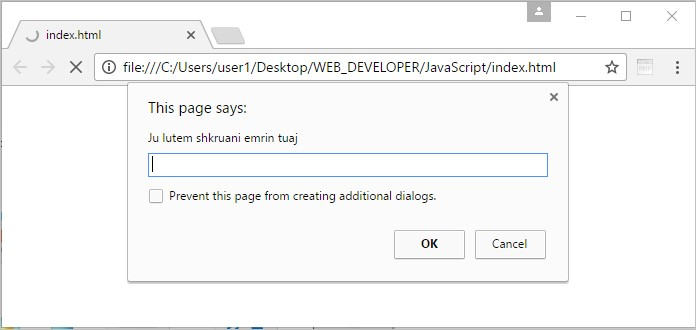 index.html
file:///C:/Users/user1/Desktop/WEB_DEVELOPER/JavaScript/index.html
This page says:
Ju lutem shkruani emrin tuaj
Prevent this page from creating additional dialogs.
OK Cancel